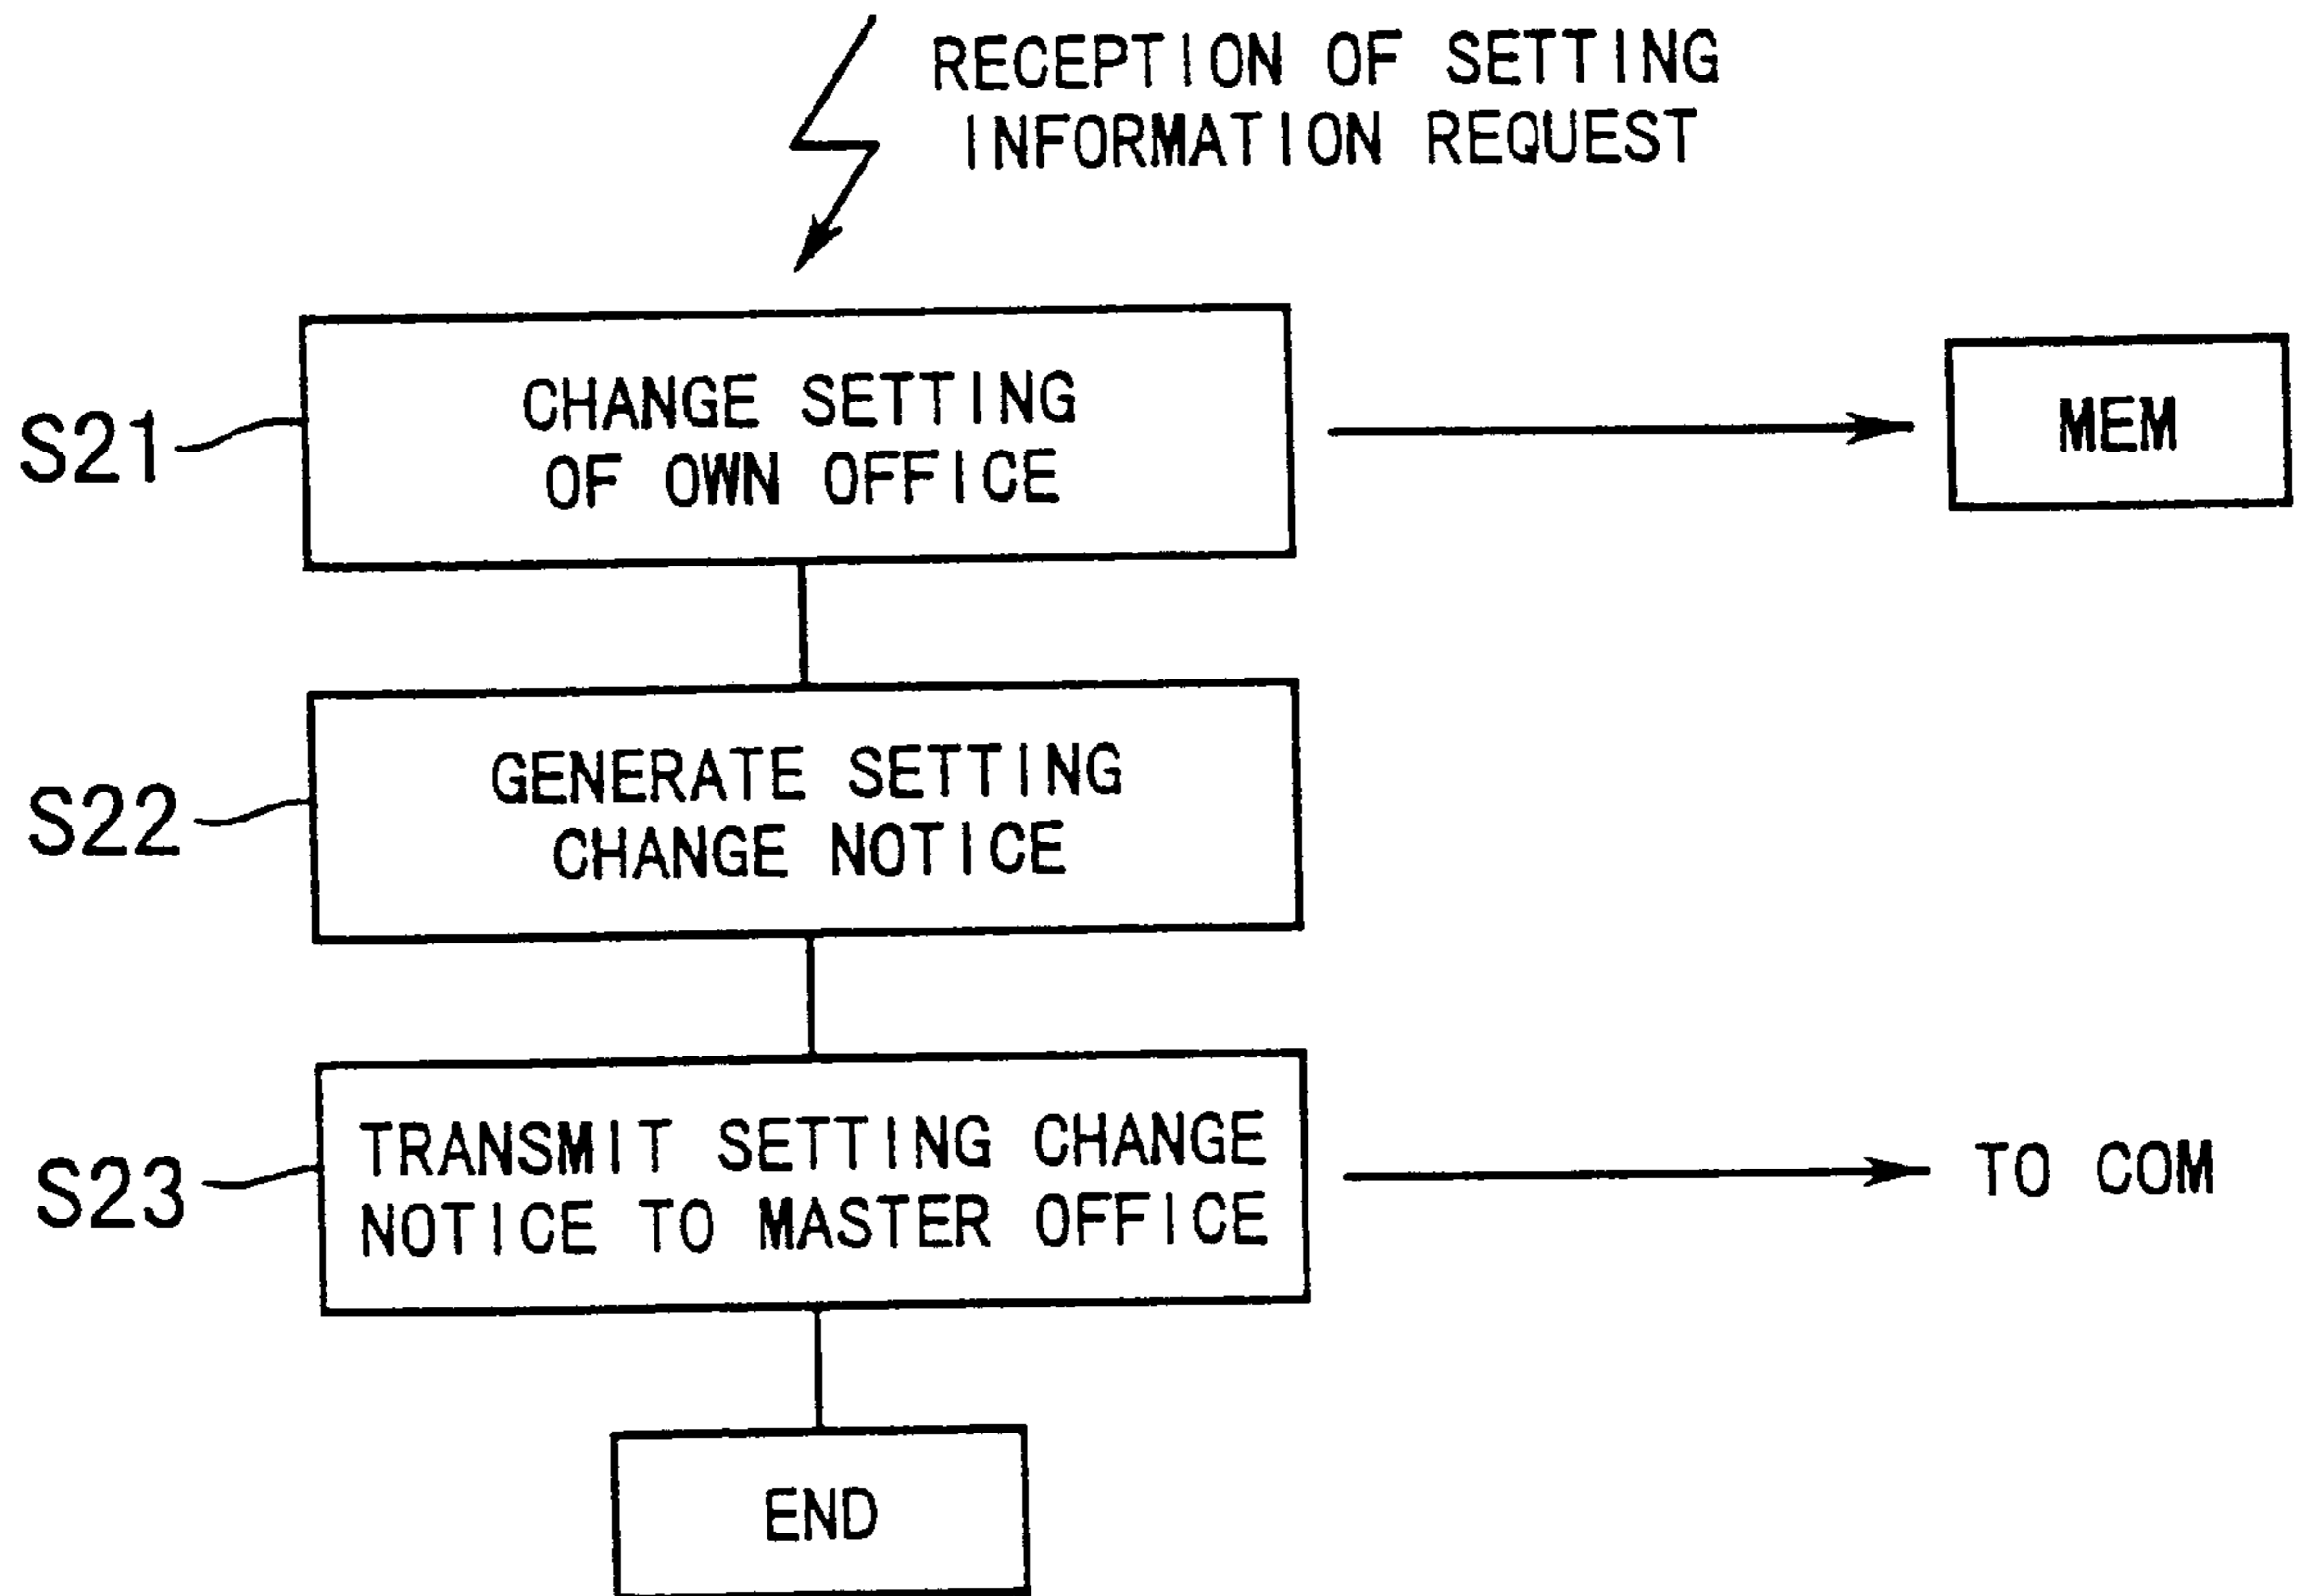 RECEPTION OF SETTING
INFORMATION REQUEST
S21
CHANGE SETTING
OF OWN OFFICE
MEM
S22
GENERATE SETTING
CHANGE NOTICE
S23
TRANSMIT SETTING CHANGE
NOTICE TO MASTER OFFICE
TO COM
END